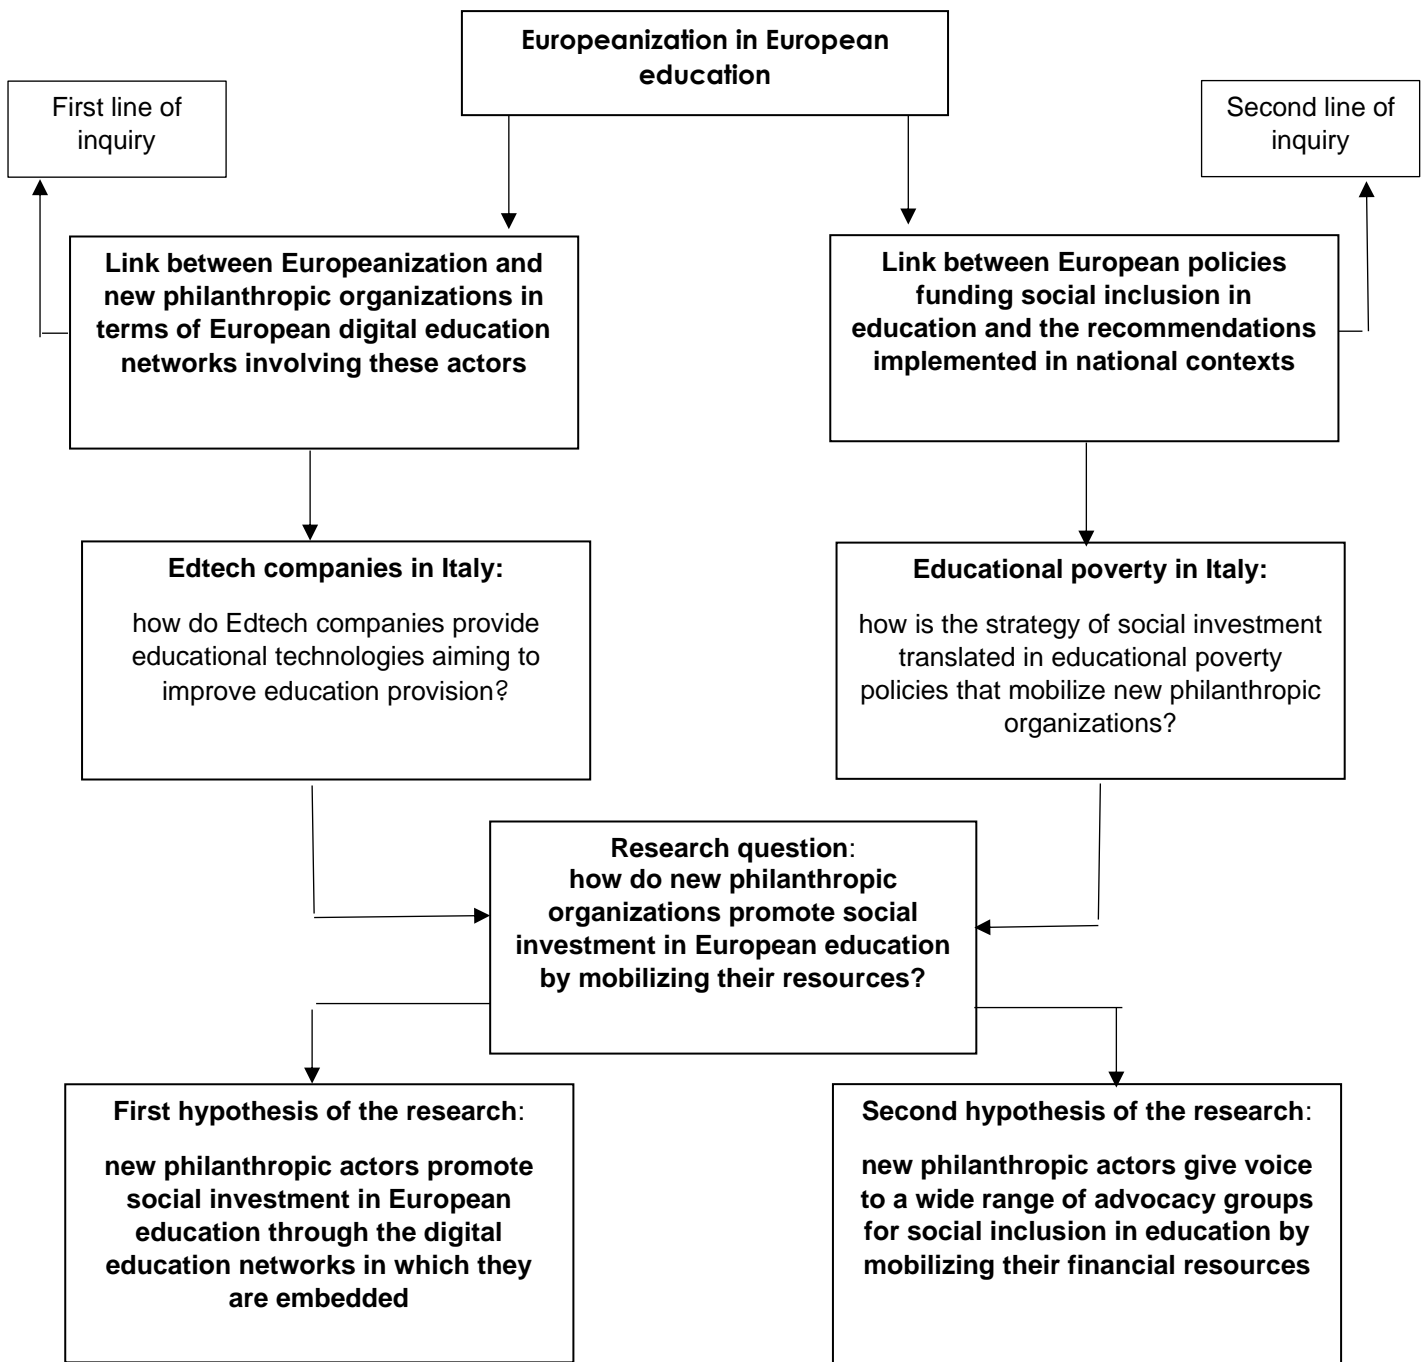 Europeanization in European
education
First line of
inquiry
Second line of
inquiry
Link between Europeanization and
new philanthropic organizations in
terms of European digital education
networks involving these actors
Link between European policies
funding social inclusion in
education and the recommendations
implemented in national contexts
Edtech companies in Italy:
how do Edtech companies provide
educational technologies aiming to
improve education provision?
Educational poverty in Italy:
how is the strategy of social investment
translated in educational poverty
policies that mobilize new philanthropic
organizations?
Research question:
how do new philanthropic
organizations promote social
investment in European education
by mobilizing their resources?
First hypothesis of the research:
new philanthropic actors promote
social investment in European
education through the digital
education networks in which they
are embedded
Second hypothesis of the research:
new philanthropic actors give voice
to a wide range of advocacy groups
for social inclusion in education by
mobilizing their financial resources